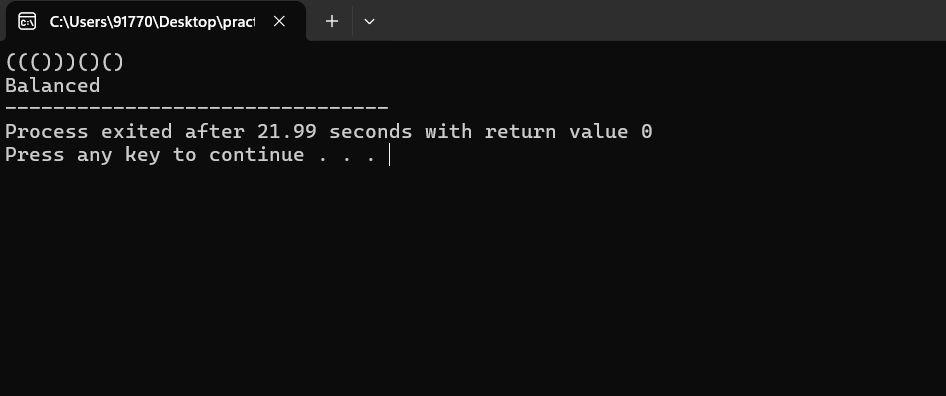 C:\Users\91770\Desktop\pract
((()))()()
Balanced
--------------------------------
Process exited after 21.99 seconds with return value 0
Press any key to continue . . .